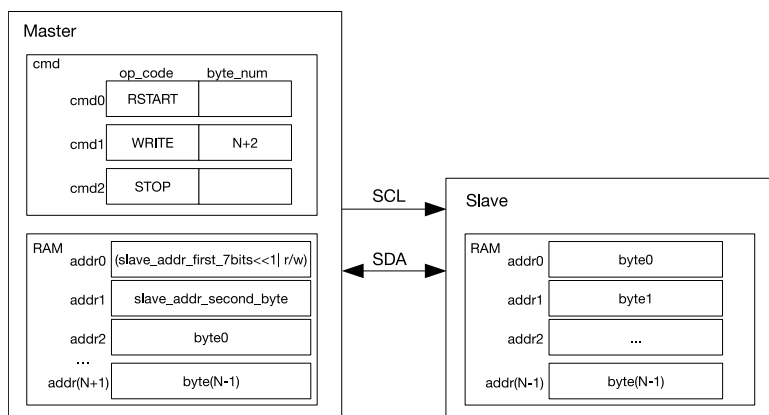 Master
cmd
op_code byte_num
cmd0 RSTART
cmd1 WRITE N+2
cmd2 STOP
RAM
addr0 (slave_addr_first_7bits<<1| r/w)
addr1 slave_addr_second_byte
addr2 byte0
...
addr(N+1) byte(N-1)
SCL
SDA
Slave
RAM
addr0 byte0
addr1 byte1
addr2 ...
addr(N-1) byte(N-1)